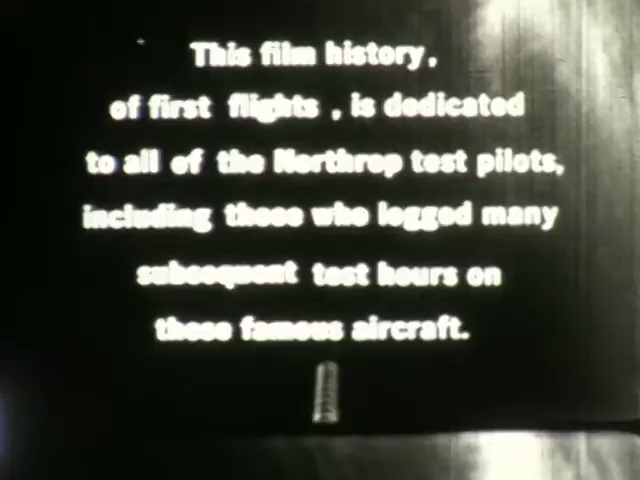 This film history,
of first flights , is dedicated
to all of the Northrop test pilots,
including those who logged many
subsequent test hours on
these famous aircraft.